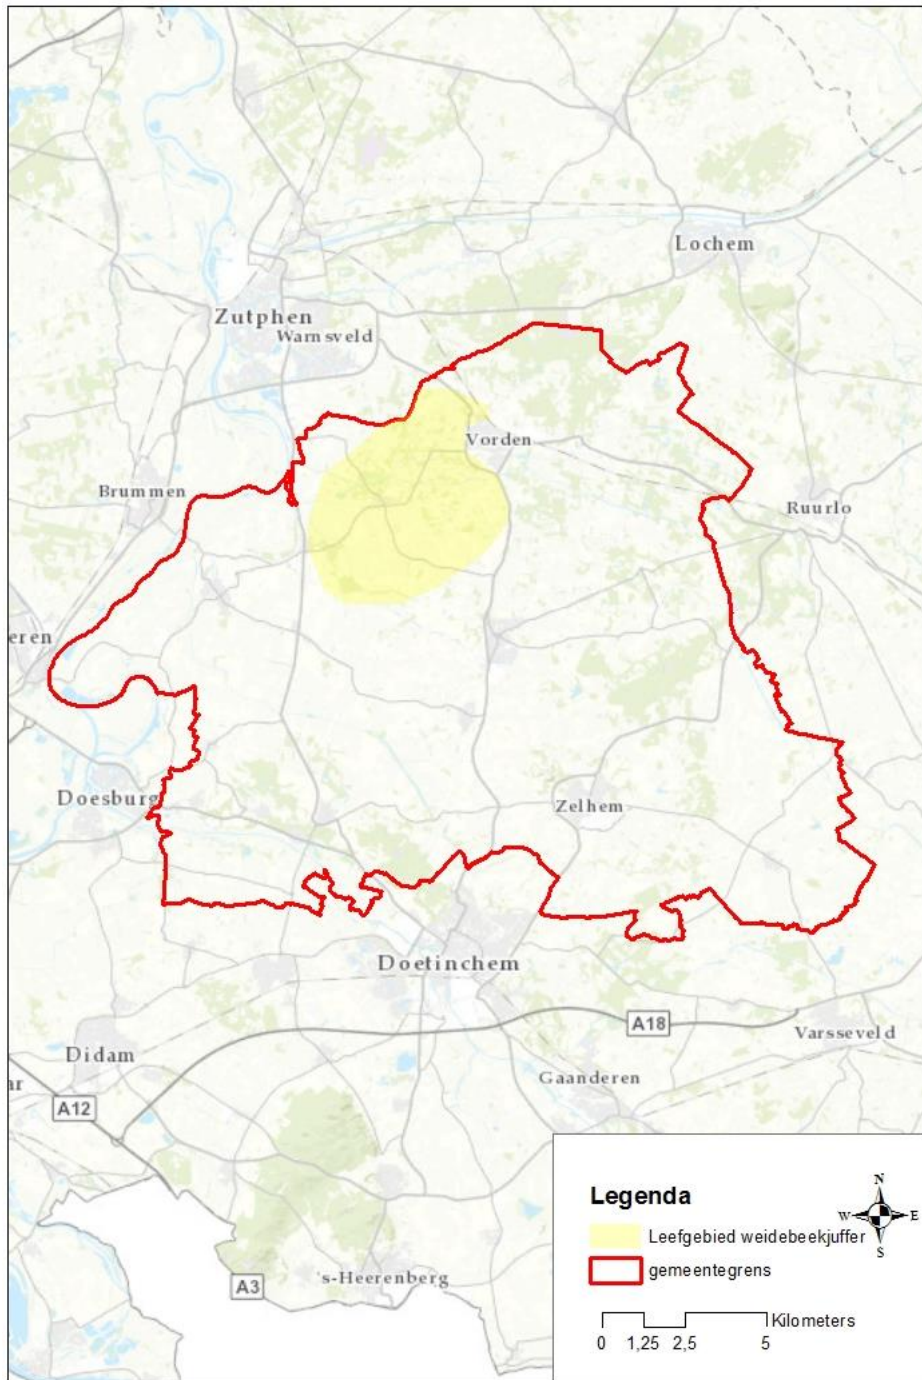 Lochem
Zutphen
Warnsveld
Vorden
Brummen
Ruurlo
eren
Doesburg
Zelhem
Doetinchem
A18
Varsseveld
Didam
Gaanderen
ar
A12
A3
's-Heerenberg
Legenda
N
W E
S
Leefgebied weidebeekjuffer
gemeentegrens
Kilometers
0 1,25 2,5 5